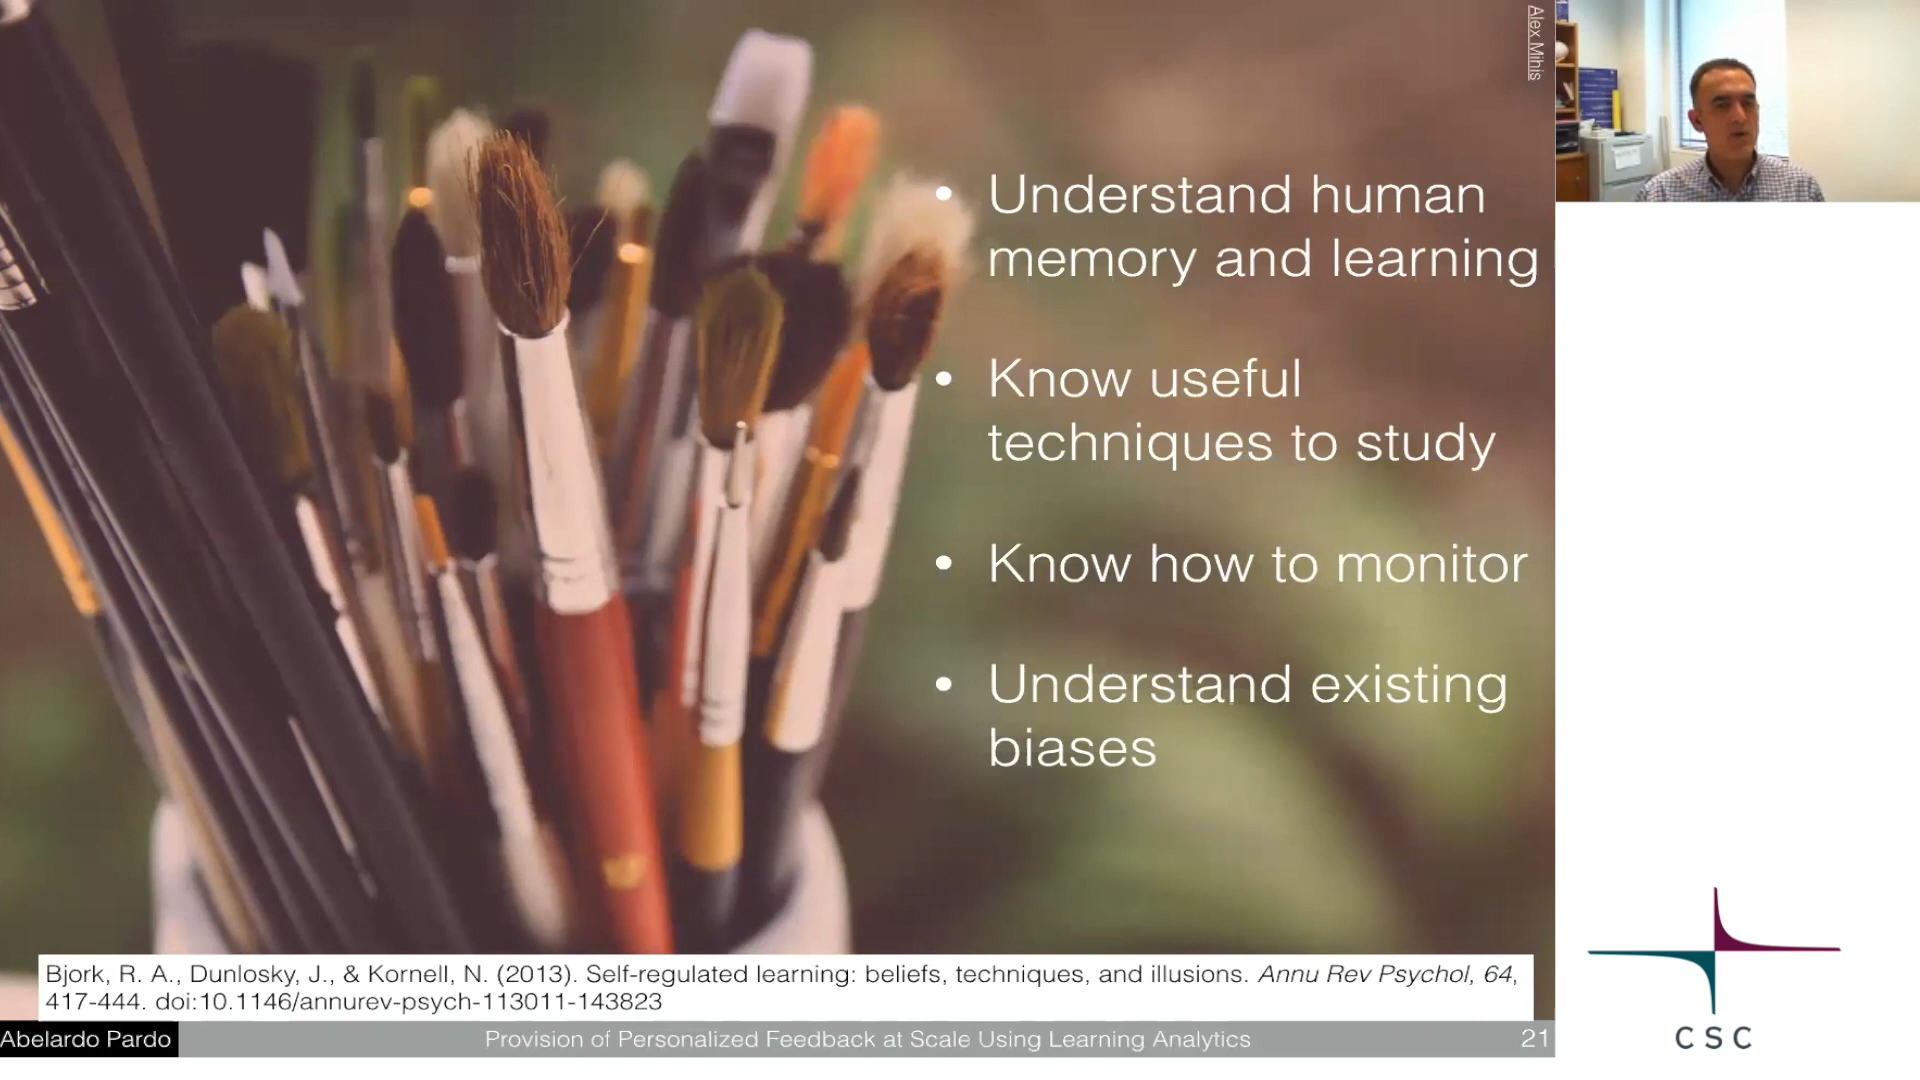 Alex Mihis
• Understand human
memory and learning
• Know useful
techniques to study
• Know how to monitor
• Understand existing
biases
Bjork, R. A., Dunlosky, J., & Kornell, N. (2013). Self-regulated learning: beliefs, techniques, and illusions. Annu Rev Psychol, 64,
417-444. doi:10.1146/annurev-psych-113011-143823
Abelardo Pardo
Provision of Personalized Feedback at Scale Using Learning Analytics
21
CSC